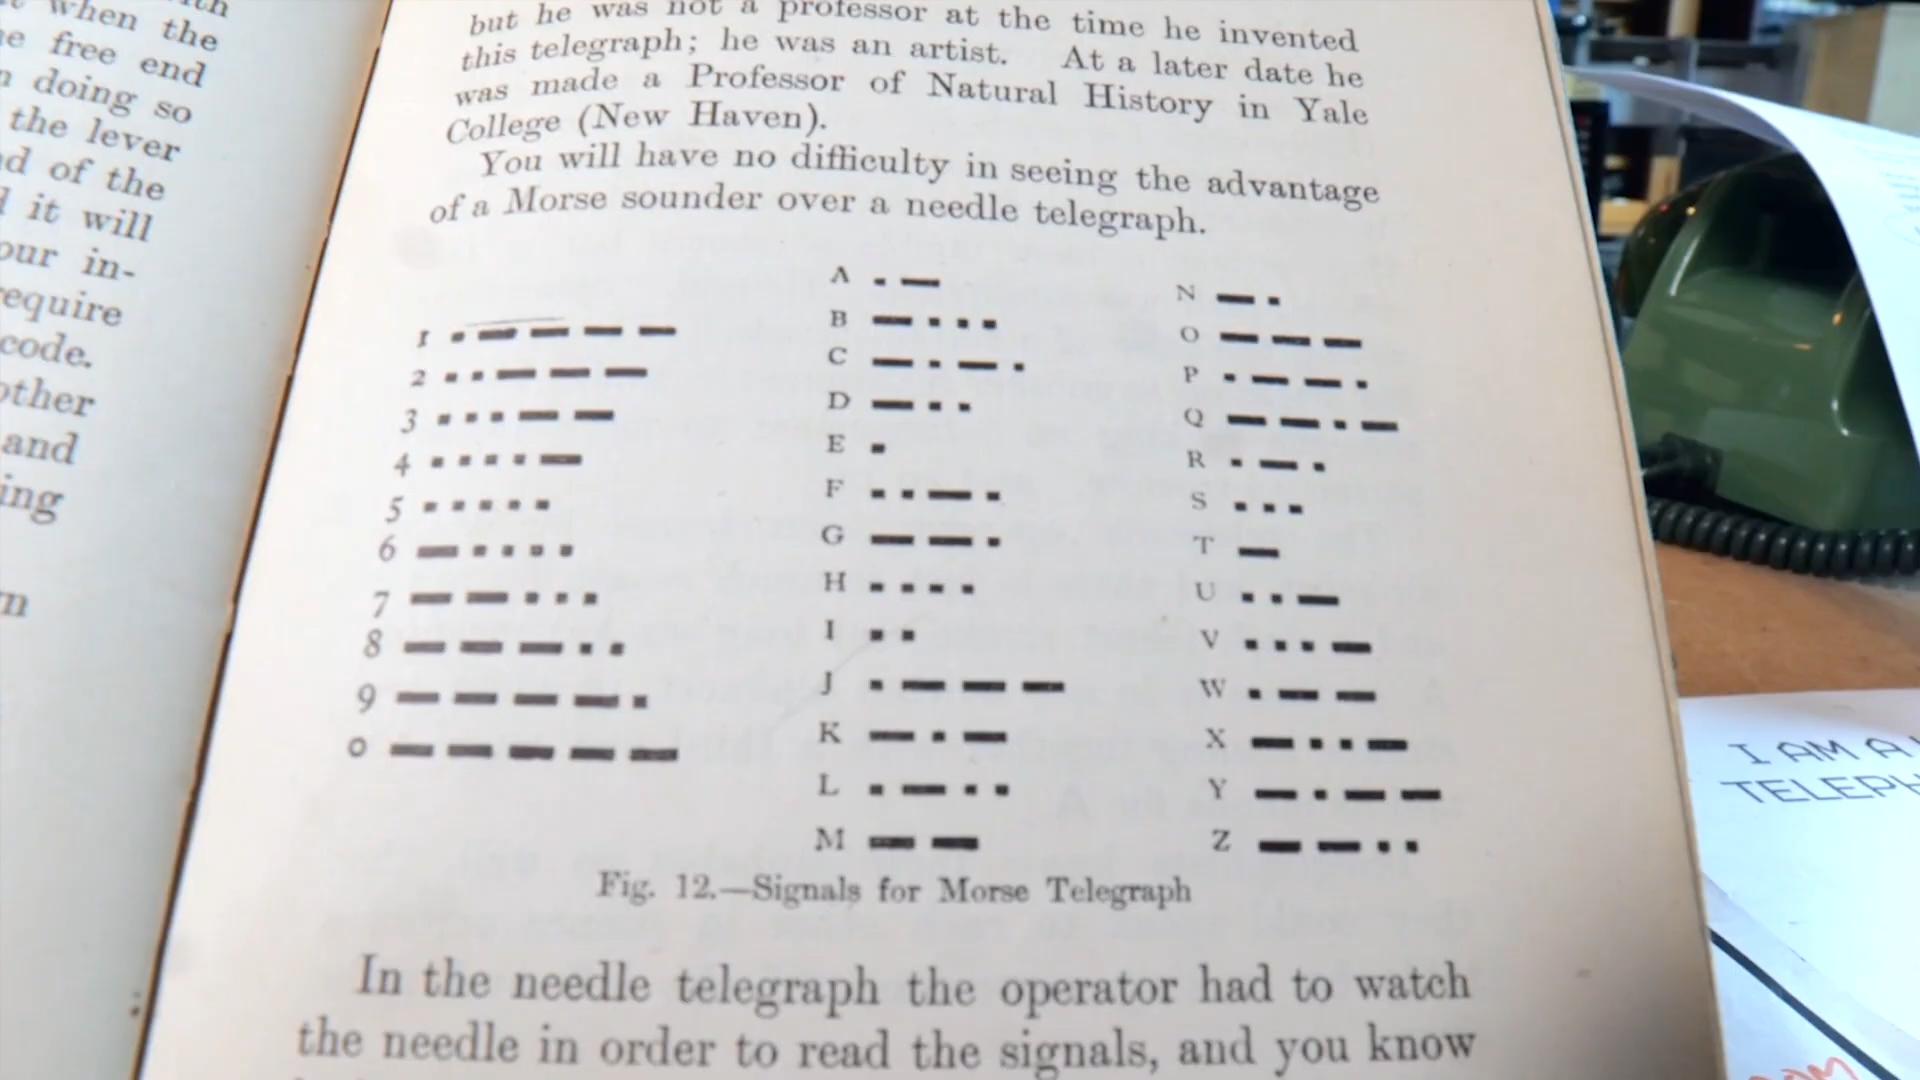 when the
free end
doing so
the lever
of the
it will
our in-
require
code.
other
and
ing
but he was not a professor at the time he invented
this telegraph; he was an artist. At a later date he
was made a Professor of Natural History in Yale
College (New Haven).
You will have no difficulty in seeing the advantage
of a Morse sounder over a needle telegraph.
1 · — — — —
2 · · — — —
3 · · · — —
4 · · · · —
5 · · · · ·
6 — · · · ·
7 — — · · ·
8 — — — · ·
9 — — — — ·
0 — — — — —
A · —
B — · · ·
C — · — ·
D — · ·
E ·
F · · — ·
G — — ·
H · · · ·
I · ·
J · — — —
K — · —
L · — · ·
M — —
N — ·
O — — —
P · — — ·
Q — — · —
R · — ·
S · · ·
T —
U · · —
V · · · —
W · — —
X — · · —
Y — · — —
Z — — · ·
Fig. 12.—Signals for Morse Telegraph
In the needle telegraph the operator had to watch
the needle in order to read the signals, and you know
I AM A
TELEPH